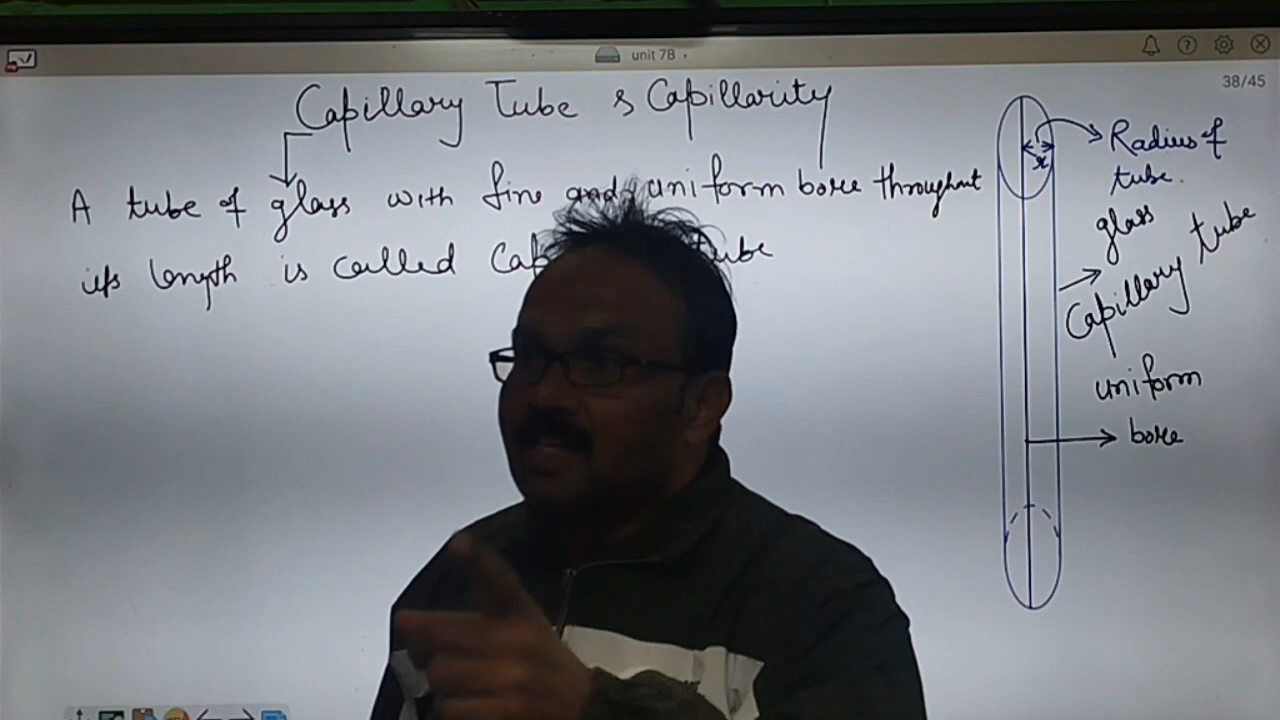 unit 7B
38/45
Capillary Tube & Capillarity
A tube of glass with fine and uniform bore throughout
its length is called tube
Radius of
tube.
r
glass
Capillary tube
uniform
bore